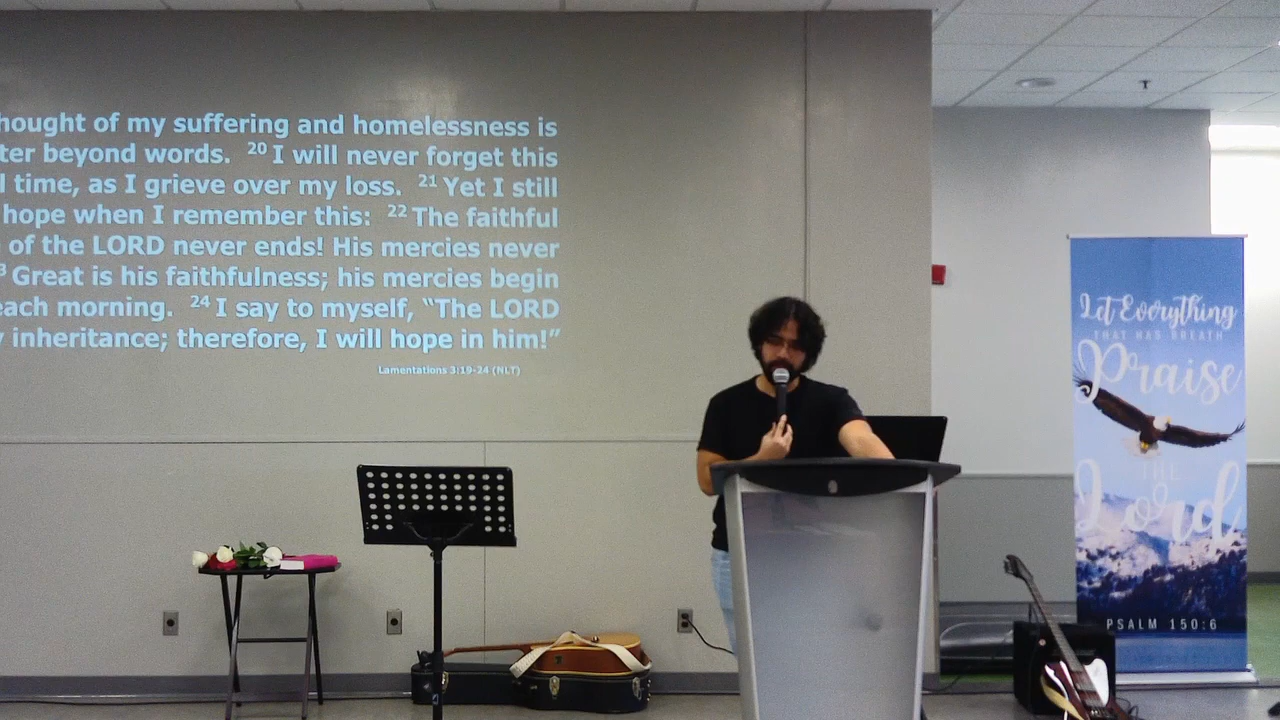 hought of my suffering and homelessness is
ter beyond words. 20 I will never forget this
l time, as I grieve over my loss. 21 Yet I still
hope when I remember this: 22 The faithful
of the LORD never ends! His mercies never
3 Great is his faithfulness; his mercies begin
each morning. 24 I say to myself, “The LORD
y inheritance; therefore, I will hope in him!”
Lamentations 3:19-24 (NLT)
Let Everything
THAT HAS BREATH
Praise
THE
Lord
PSALM 150:6